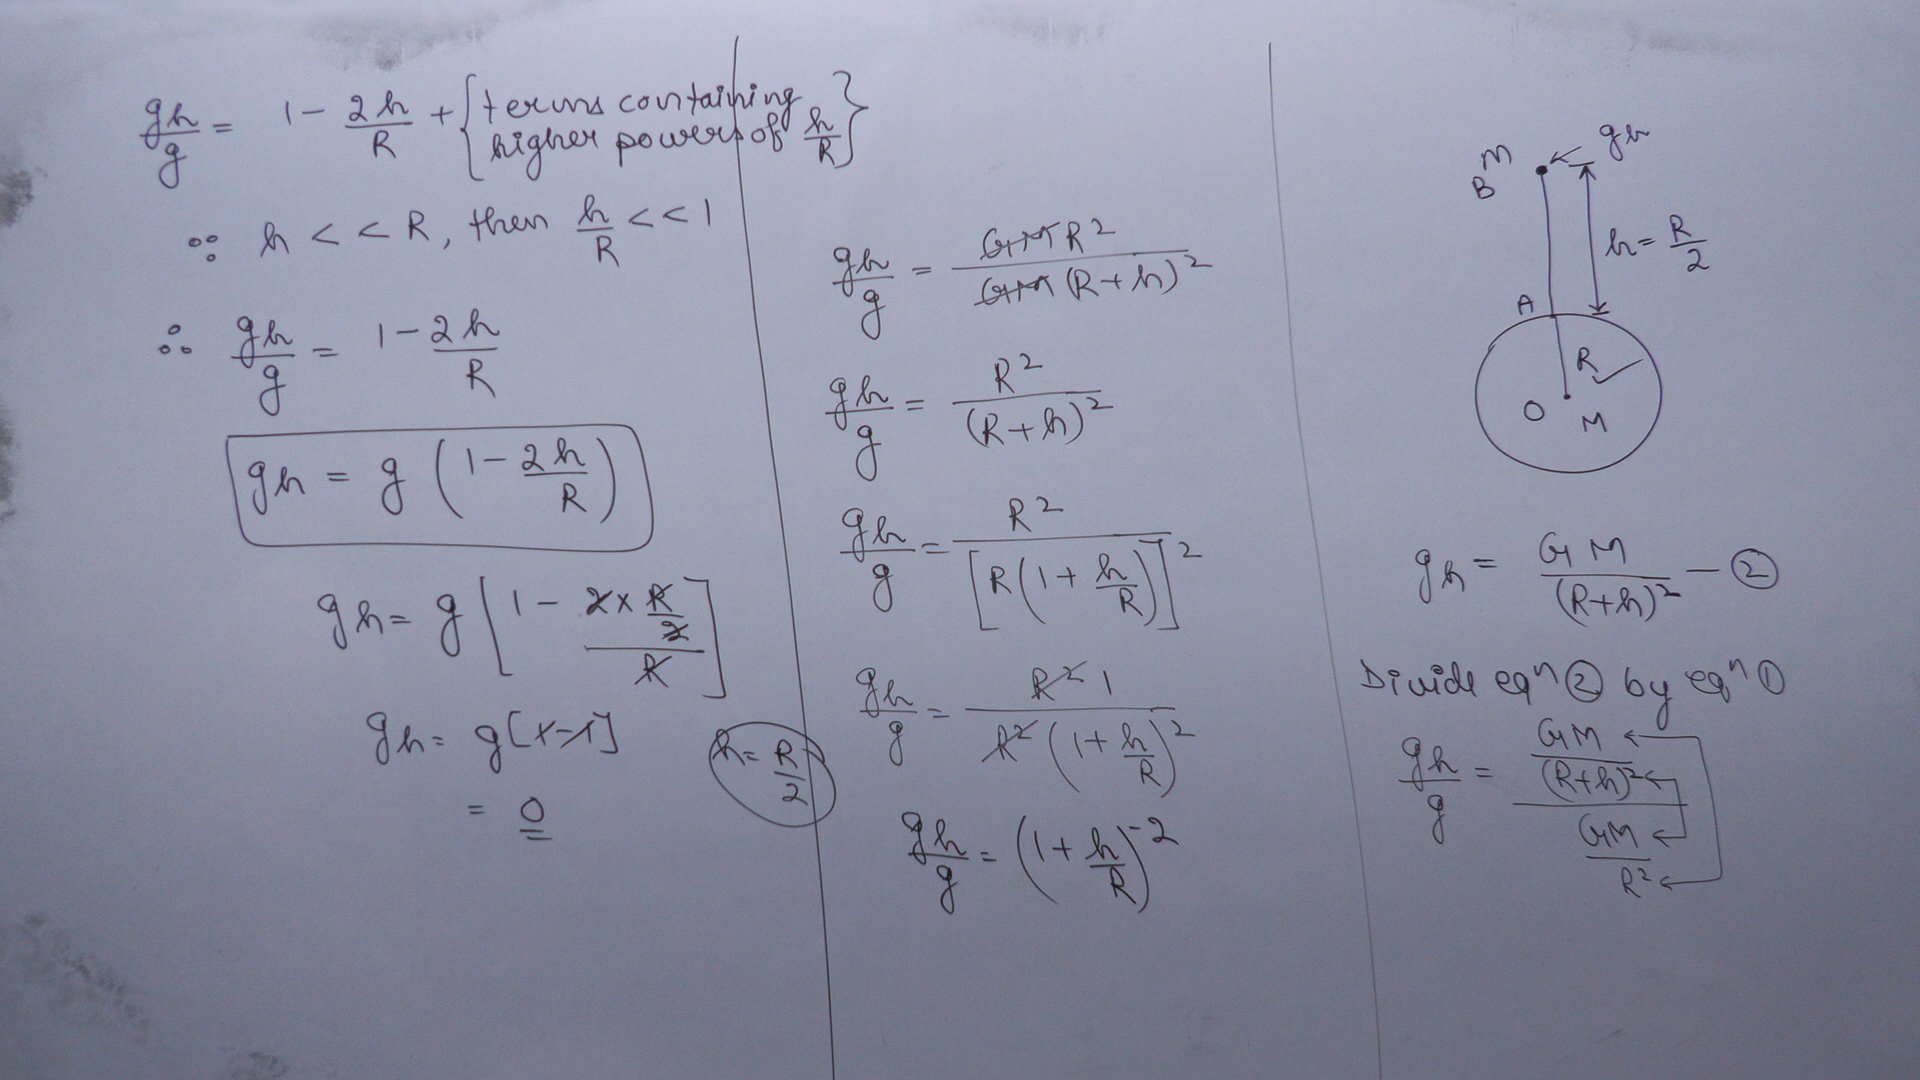 gh/g = 1 - 2h/R + {terms containing higher powers of h/R}
∵ h << R, then h/R << 1
∴ gh/g = 1 - 2h/R
gh = g (1 - 2h/R)
gh = g [1 - (2 × R/2)/R]
gh = g [1-1]
= 0
h = R/2
gh/g = GMR²/GM(R+h)²
gh/g = R²/(R+h)²
gh/g = R²/[R(1 + h/R)]²
gh/g = R² 1/R²(1 + h/R)²
gh/g = (1 + h/R)⁻²
gh
m
B
h = R/2
A
R
O
M
gh = GM/(R+h)² - ②
Divide eqⁿ ② by eqⁿ ①
gh/g = GM/(R+h)² / GM/R²